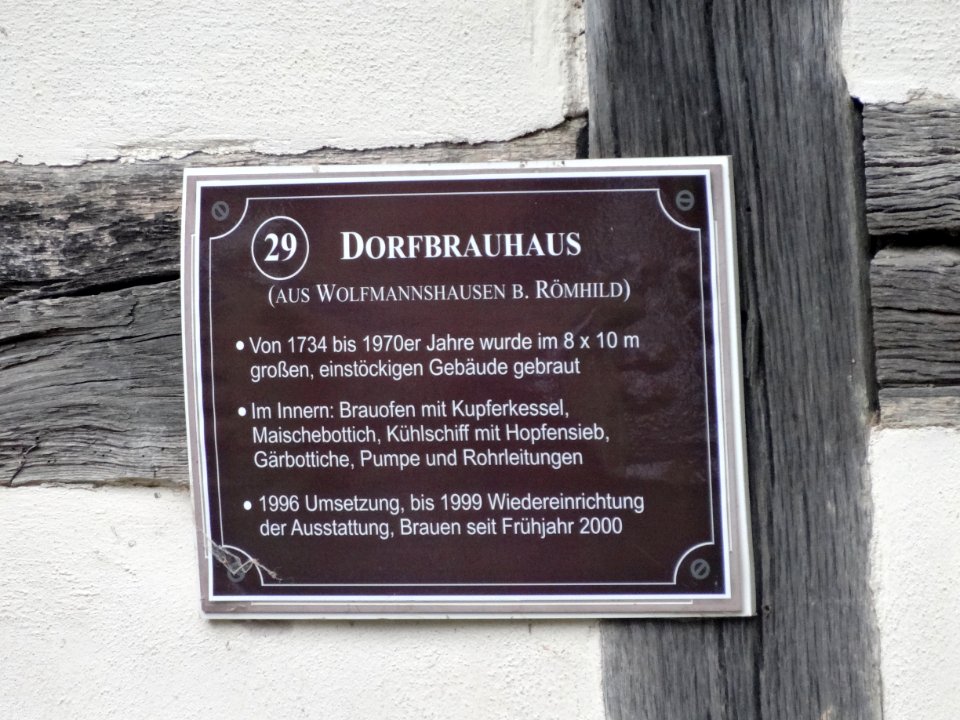 29 DORFBRAUHAUS
(AUS WOLFMANNSHAUSEN B. RÖMHILD)
• Von 1734 bis 1970er Jahre wurde im 8 x 10 m
großen, einstöckigen Gebäude gebraut
• Im Innern: Brauofen mit Kupferkessel,
Maischebottich, Kühlschiff mit Hopfensieb,
Gärbottiche, Pumpe und Rohrleitungen
• 1996 Umsetzung, bis 1999 Wiedereinrichtung
der Ausstattung, Brauen seit Frühjahr 2000